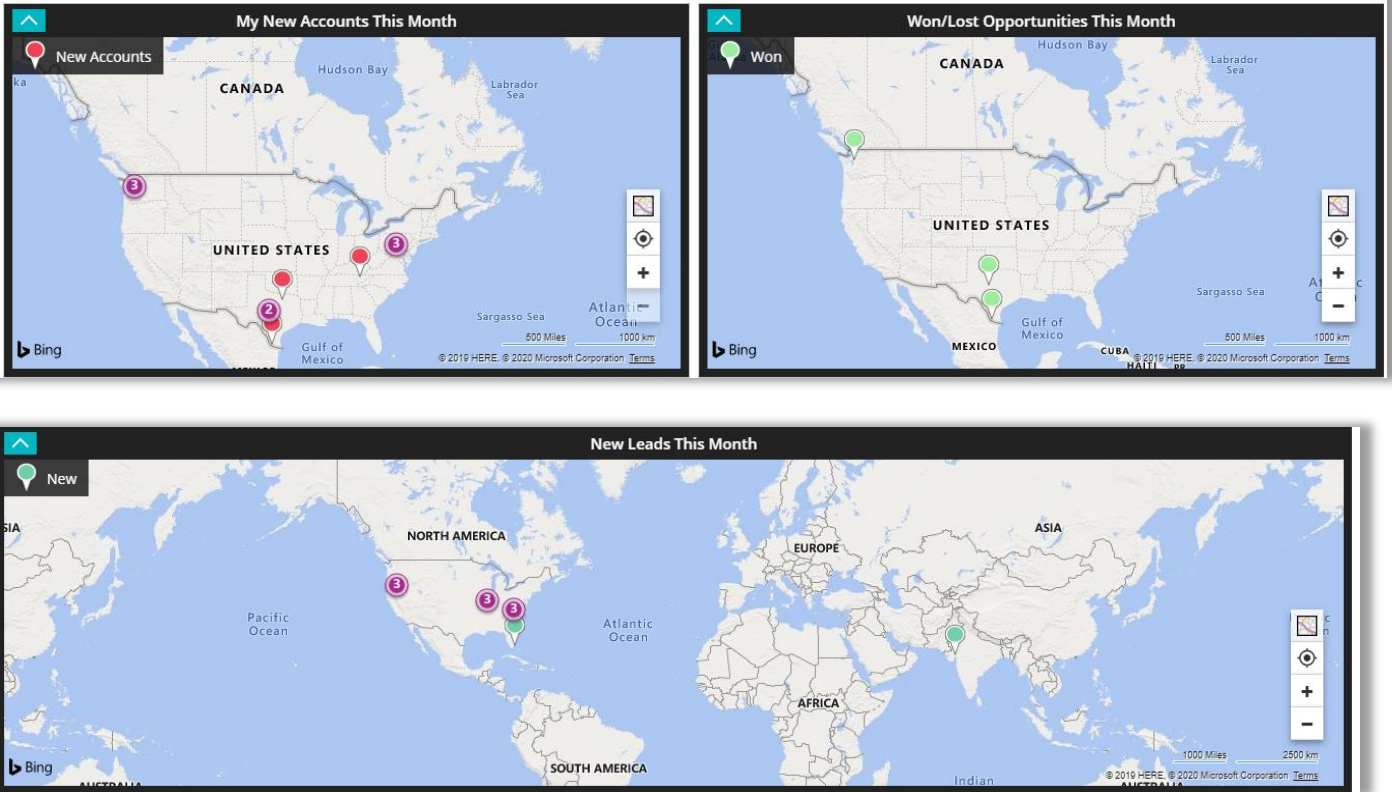 My New Accounts This Month
New Accounts
ka
CANADA
Hudson Bay
Labrador
Sea
3
3
UNITED STATES
2
Sargasso Sea
Atlantic
Ocean
+
−
Gulf of
Mexico
500 Miles
1000 km
Bing
© 2019 HERE, © 2020 Microsoft Corporation Terms
Won/Lost Opportunities This Month
Won
CANADA
Hudson Bay
Labrador
Sea
UNITED STATES
Sargasso Sea
+
−
Gulf of
Mexico
MEXICO
CUBA
HAITI PR
500 Miles
1000 km
Bing
© 2019 HERE, © 2020 Microsoft Corporation Terms
New Leads This Month
New
SIA
NORTH AMERICA
EUROPE
ASIA
3
3
3
Pacific
Ocean
Atlantic
Ocean
AFRICA
+
−
1000 Miles
2500 km
Bing
SOUTH AMERICA
Indian
© 2019 HERE, © 2020 Microsoft Corporation Terms
AUSTRALIA
AUSTRALIA